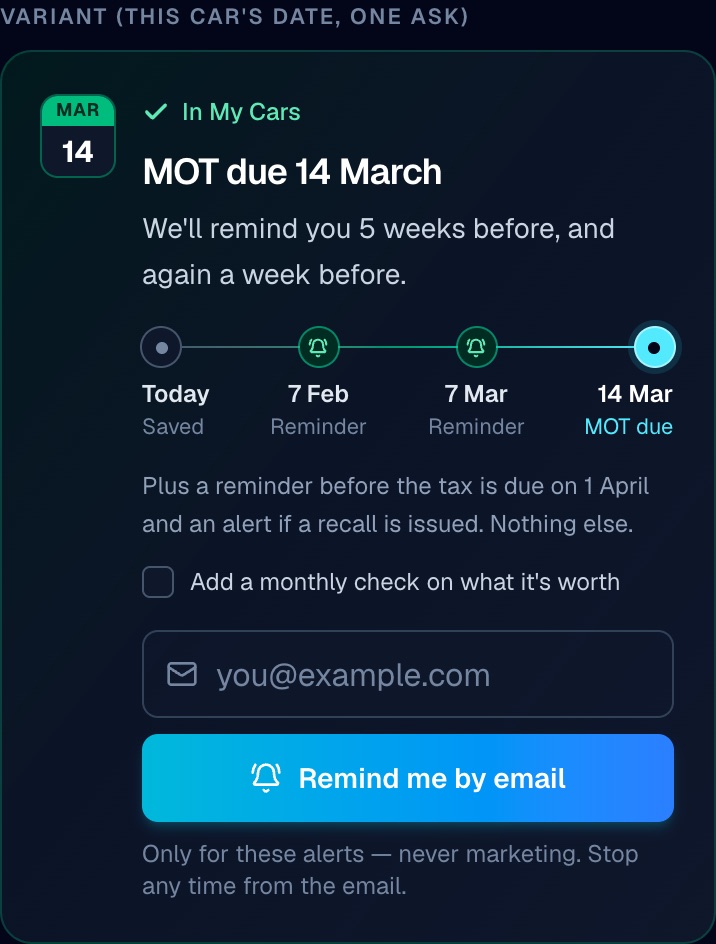 VARIANT (THIS CAR'S DATE, ONE ASK)
MAR
14
In My Cars
MOT due 14 March
We'll remind you 5 weeks before, and
again a week before.
Today
7 Feb
7 Mar
14 Mar
Saved
Reminder
Reminder
MOT due
Plus a reminder before the tax is due on 1 April
and an alert if a recall is issued. Nothing else.
Add a monthly check on what it's worth
you@example.com
Remind me by email
Only for these alerts — never marketing. Stop
any time from the email.